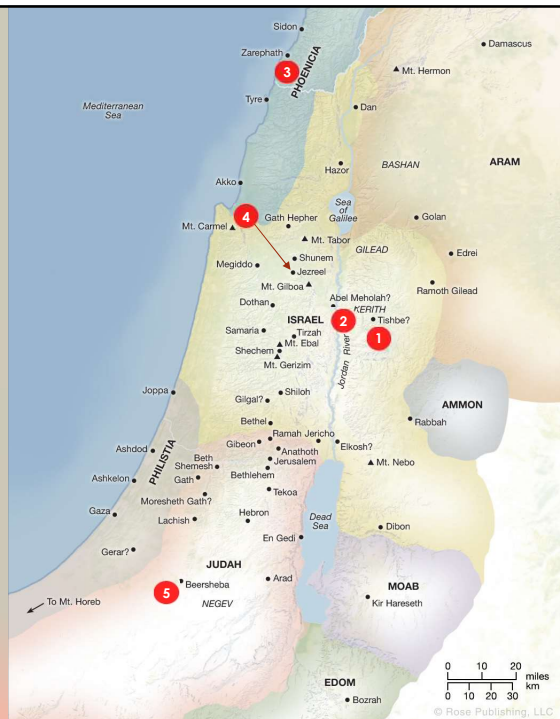 Sidon
Damascus
Zarephath
3
PHOENICIA
Mt. Hermon
Mediterranean
Sea
Tyre
Dan
Hazor
BASHAN
ARAM
Akko
Sea
of
Galilee
4
Gath Hepher
Golan
Mt. Carmel
Mt. Tabor
GILEAD
Edrei
Shunem
Megiddo
Jezreel
Mt. Gilboa
Ramoth Gilead
Dothan
Abel Meholah?
KERITH
ISRAEL
2
Tishbe?
Samaria
Tirzah
1
Mt. Ebal
Shechem
Mt. Gerizim
Jordan River
Joppa
Shiloh
Gilgal?
AMMON
Rabbah
Bethel
Ramah
Jericho
Gibeon
Elkosh?
Ashdod
PHILISTIA
Anathoth
Beth
Shemesh
Jerusalem
Mt. Nebo
Ashkelon
Gath
Bethlehem
Moresheth Gath?
Tekoa
Gaza
Lachish
Hebron
Dead
Sea
Dibon
En Gedi
Gerar?
JUDAH
Beersheba
Arad
MOAB
5
NEGEV
Kir Hareseth
To Mt. Horeb
EDOM
Bozrah
0 10 20
miles
km
0 10 20 30
© Rose Publishing, LLC